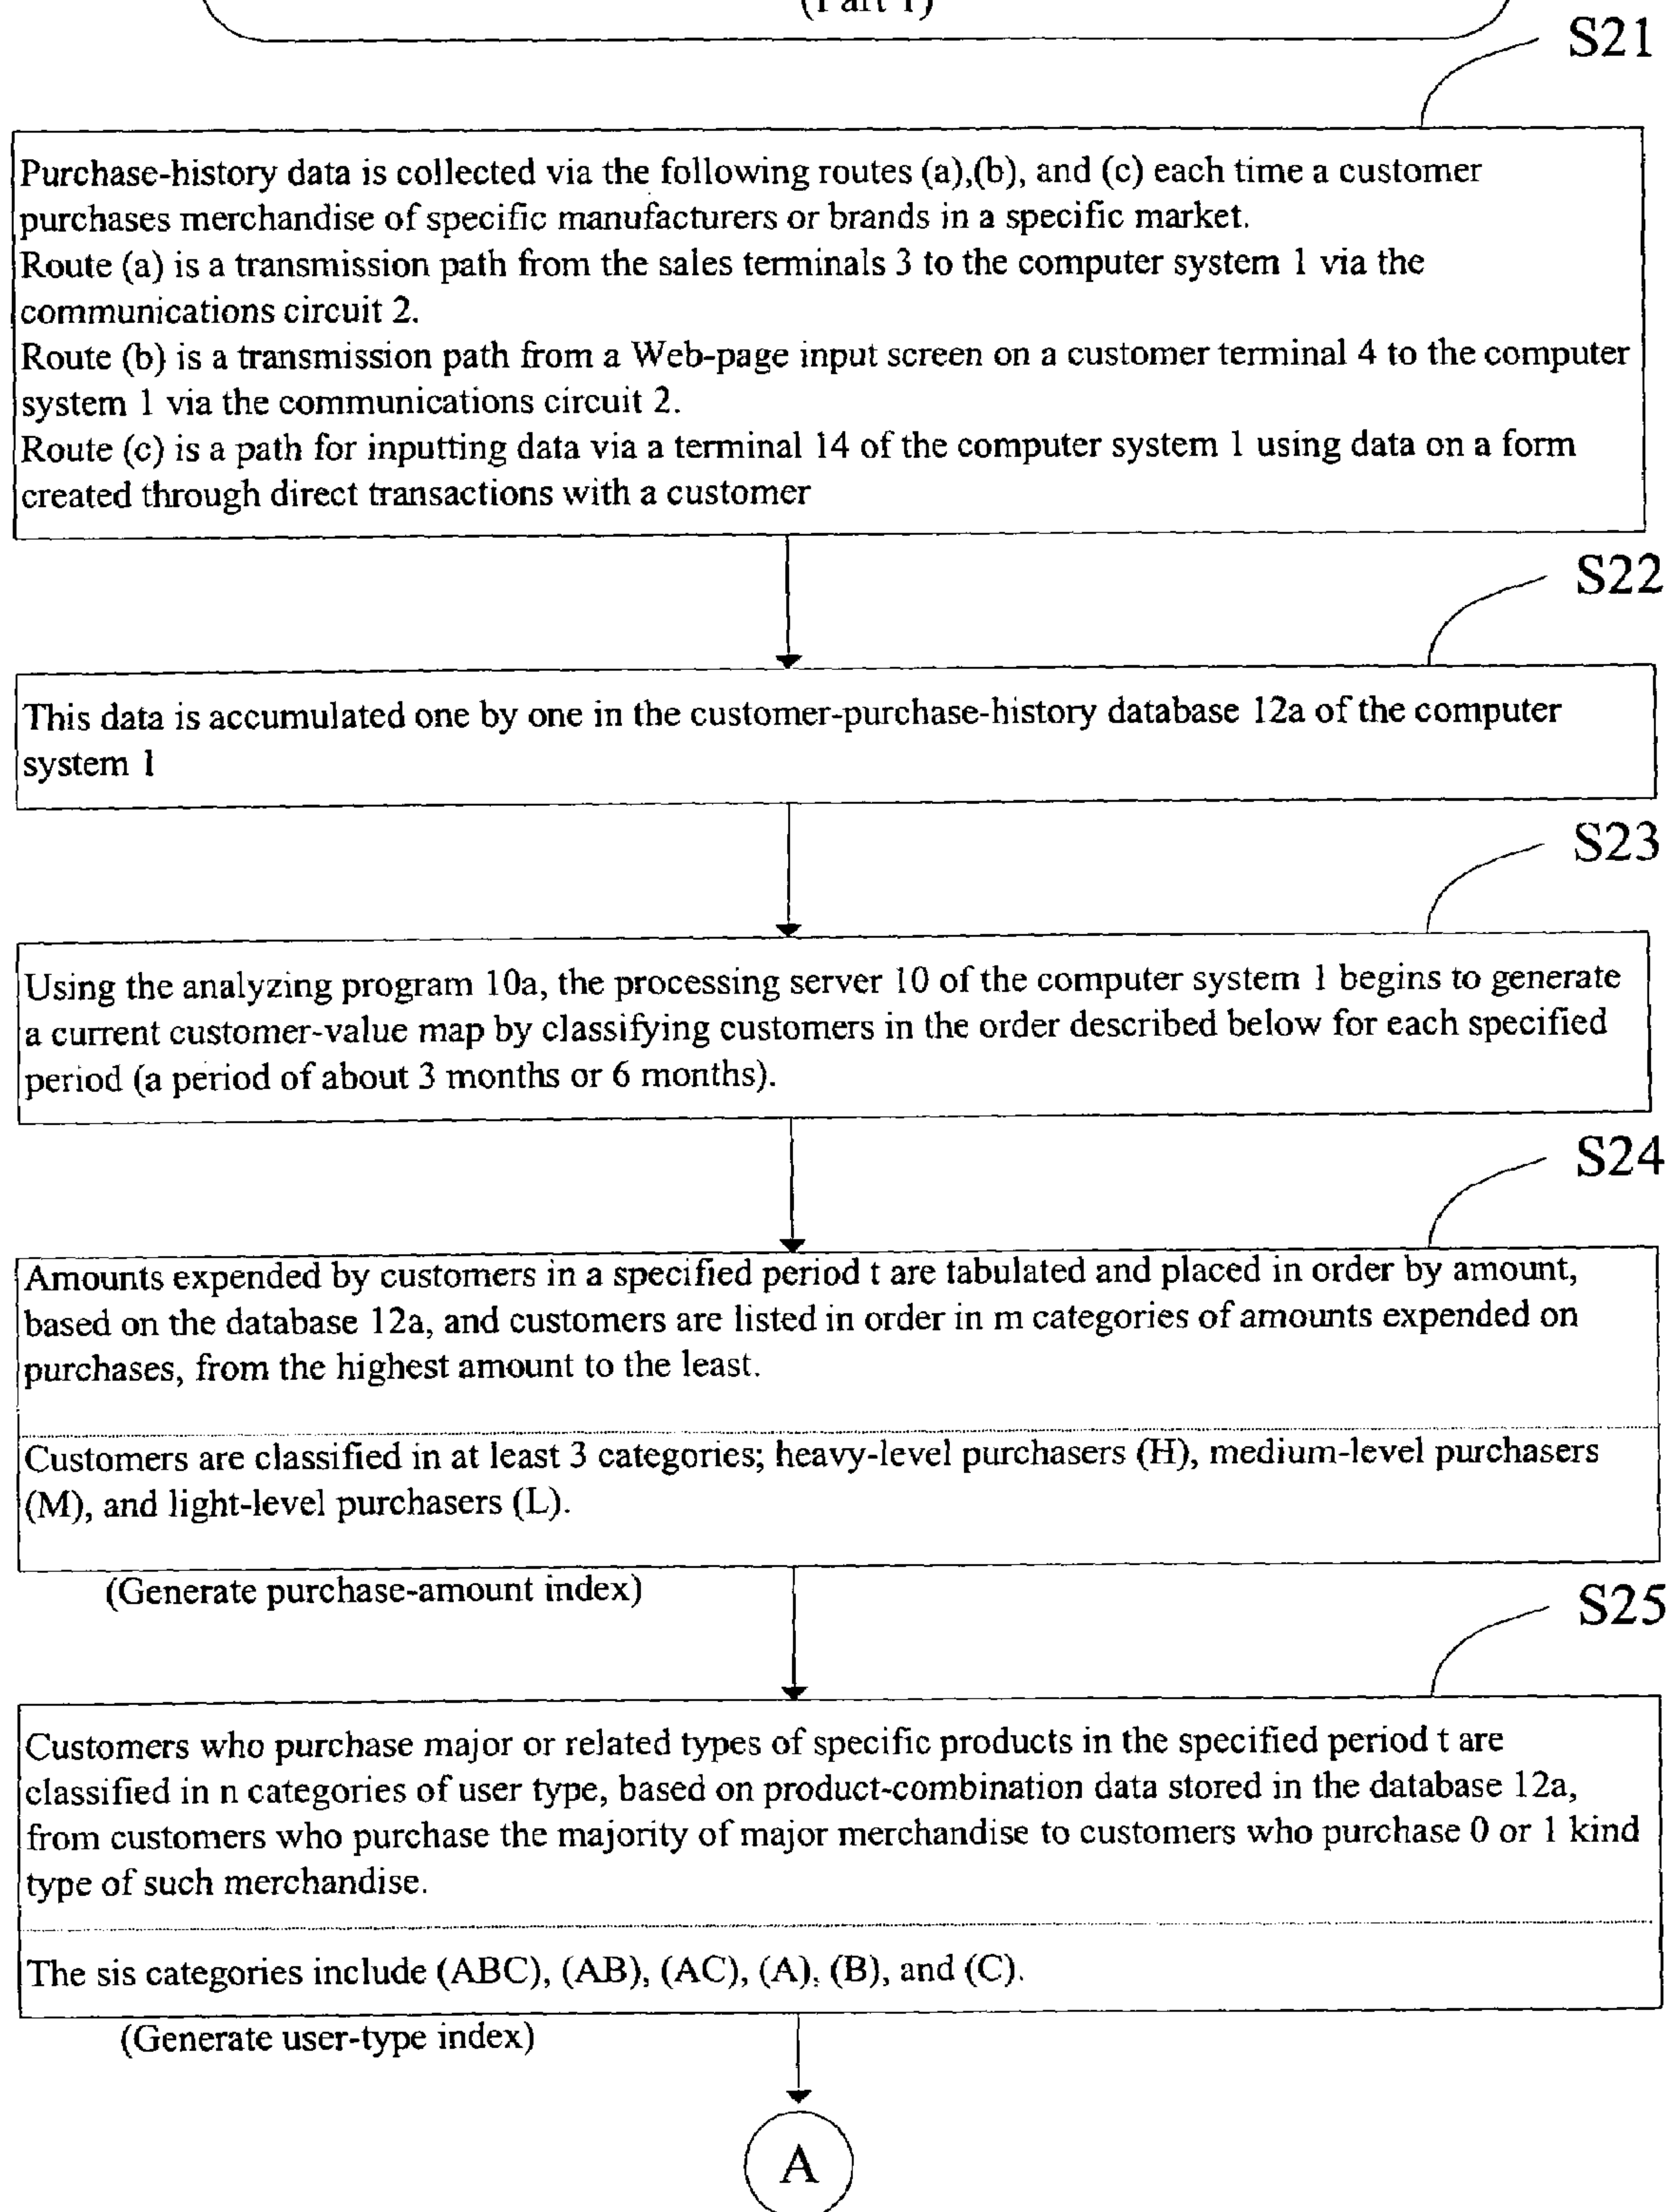 (Part 1)
S21
Purchase-history data is collected via the following routes (a),(b), and (c) each time a customer
purchases merchandise of specific manufacturers or brands in a specific market.
Route (a) is a transmission path from the sales terminals 3 to the computer system 1 via the
communications circuit 2.
Route (b) is a transmission path from a Web-page input screen on a customer terminal 4 to the computer
system 1 via the communications circuit 2.
Route (c) is a path for inputting data via a terminal 14 of the computer system 1 using data on a form
created through direct transactions with a customer
S22
This data is accumulated one by one in the customer-purchase-history database 12a of the computer
system 1
S23
Using the analyzing program 10a, the processing server 10 of the computer system 1 begins to generate
a current customer-value map by classifying customers in the order described below for each specified
period (a period of about 3 months or 6 months).
S24
Amounts expended by customers in a specified period t are tabulated and placed in order by amount,
based on the database 12a, and customers are listed in order in m categories of amounts expended on
purchases, from the highest amount to the least.
Customers are classified in at least 3 categories; heavy-level purchasers (H), medium-level purchasers
(M), and light-level purchasers (L).
(Generate purchase-amount index)
S25
Customers who purchase major or related types of specific products in the specified period t are
classified in n categories of user type, based on product-combination data stored in the database 12a,
from customers who purchase the majority of major merchandise to customers who purchase 0 or 1 kind
type of such merchandise.
The sis categories include (ABC), (AB), (AC), (A), (B), and (C).
(Generate user-type index)
A